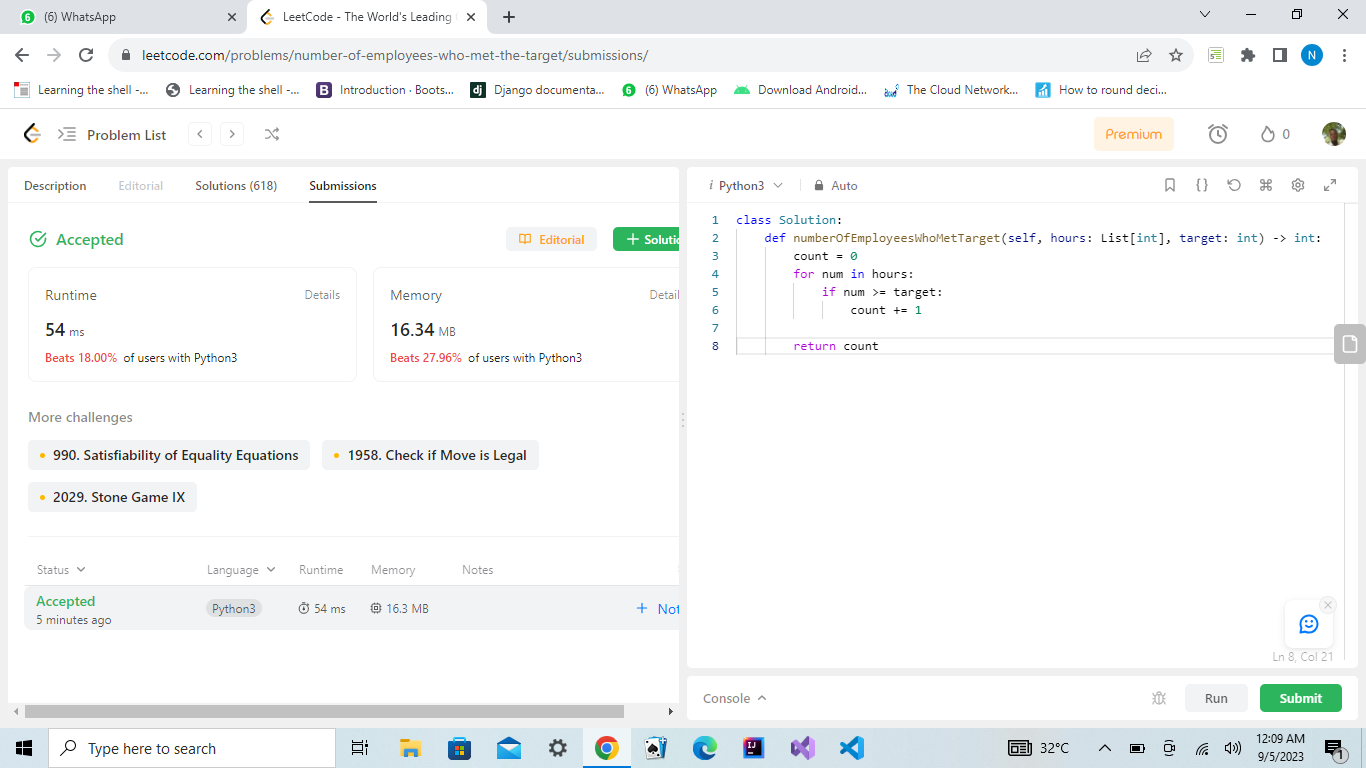 (6) WhatsApp
LeetCode - The World's Leading
leetcode.com/problems/number-of-employees-who-met-the-target/submissions/
N
Learning the shell -...
Learning the shell -...
B
Introduction · Boots...
dj
Django documenta...
6
(6) WhatsApp
Download Android...
The Cloud Network...
How to round deci...
Problem List
Premium
0
Description
Editorial
Solutions (618)
Submissions
Accepted
Editorial
Solutio
Runtime
Details
54 ms
Beats 18.00% of users with Python3
Memory
Detail
16.34 MB
Beats 27.96% of users with Python3
More challenges
990. Satisfiability of Equality Equations
1958. Check if Move is Legal
2029. Stone Game IX
Status
Language
Runtime
Memory
Notes
Accepted
5 minutes ago
Python3
54 ms
16.3 MB
+ Not
i Python3
Auto
1 class Solution:
2 def numberOfEmployeesWhoMetTarget(self, hours: List[int], target: int) -> int:
3 count = 0
4 for num in hours:
5 if num >= target:
6 count += 1
7
8 return count
Ln 8, Col 21
Console
Run
Submit
Type here to search
32°C
12:09 AM
9/5/2023
1